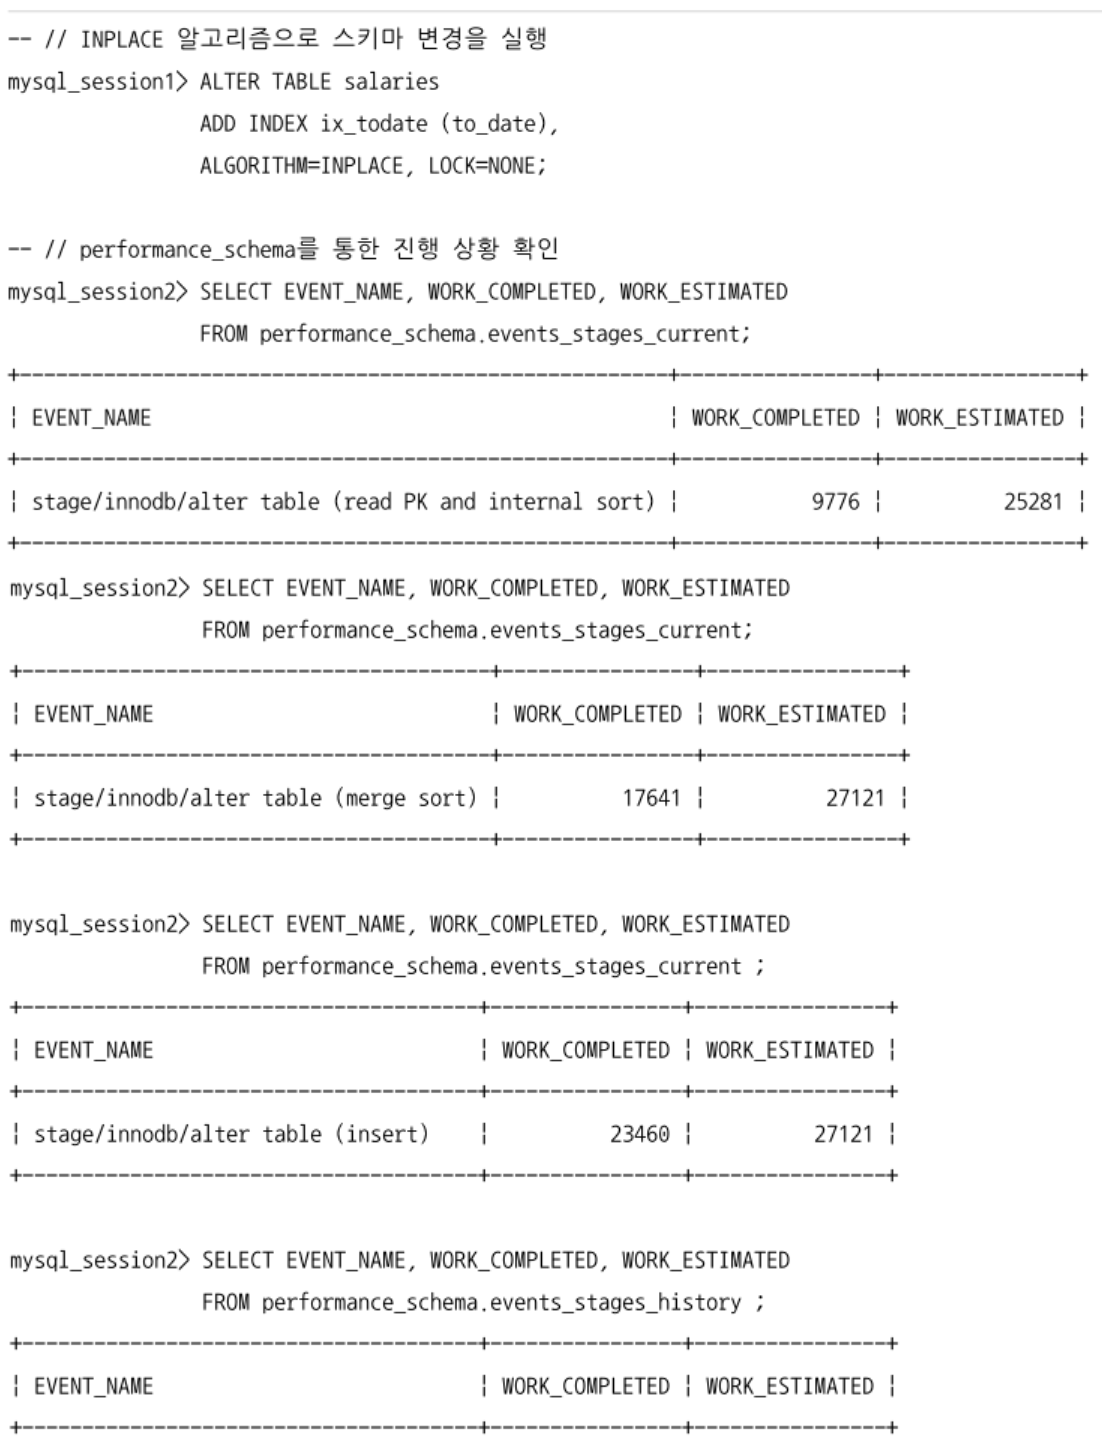 -- // INPLACE 알고리즘으로 스키마 변경을 실행
mysql_session1> ALTER TABLE salaries
ADD INDEX ix_todate (to_date),
ALGORITHM=INPLACE, LOCK=NONE;
-- // performance_schema를 통한 진행 상황 확인
mysql_session2> SELECT EVENT_NAME, WORK_COMPLETED, WORK_ESTIMATED
FROM performance_schema.events_stages_current;
+------------------------------------------------------+----------------+----------------+
| EVENT_NAME | WORK_COMPLETED | WORK_ESTIMATED |
+------------------------------------------------------+----------------+----------------+
| stage/innodb/alter table (read PK and internal sort) | 9776 | 25281 |
+------------------------------------------------------+----------------+----------------+
mysql_session2> SELECT EVENT_NAME, WORK_COMPLETED, WORK_ESTIMATED
FROM performance_schema.events_stages_current;
+---------------------------------------+----------------+----------------+
| EVENT_NAME | WORK_COMPLETED | WORK_ESTIMATED |
+---------------------------------------+----------------+----------------+
| stage/innodb/alter table (merge sort) | 17641 | 27121 |
+---------------------------------------+----------------+----------------+
mysql_session2> SELECT EVENT_NAME, WORK_COMPLETED, WORK_ESTIMATED
FROM performance_schema.events_stages_current ;
+--------------------------------------+----------------+----------------+
| EVENT_NAME | WORK_COMPLETED | WORK_ESTIMATED |
+--------------------------------------+----------------+----------------+
| stage/innodb/alter table (insert) | 23460 | 27121 |
+--------------------------------------+----------------+----------------+
mysql_session2> SELECT EVENT_NAME, WORK_COMPLETED, WORK_ESTIMATED
FROM performance_schema.events_stages_history ;
+--------------------------------------+----------------+----------------+
| EVENT_NAME | WORK_COMPLETED | WORK_ESTIMATED |
+--------------------------------------+----------------+----------------+